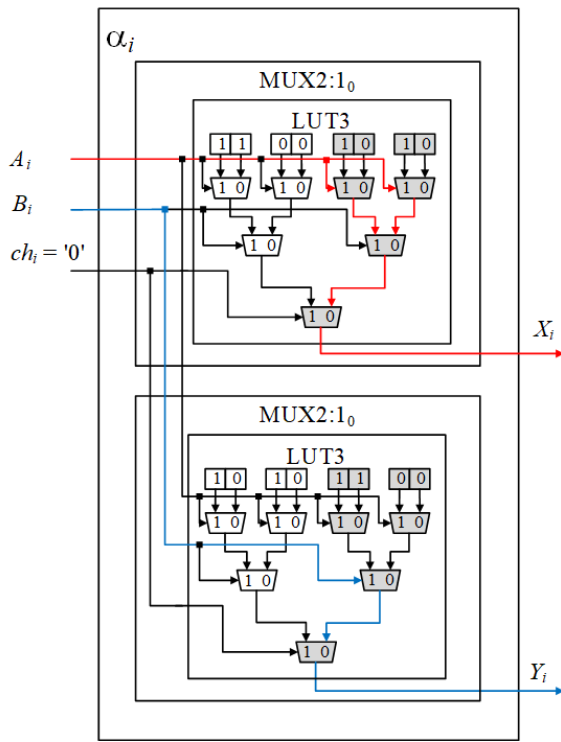 αi
MUX2:10
LUT3
1 1 0 0 1 0 1 0
Ai
1 0 1 0 1 0 1 0
Bi
1 0 1 0
chi = '0'
1 0
Xi
MUX2:10
LUT3
1 0 1 0 1 1 0 0
1 0 1 0 1 0 1 0
1 0 1 0
1 0
Yi